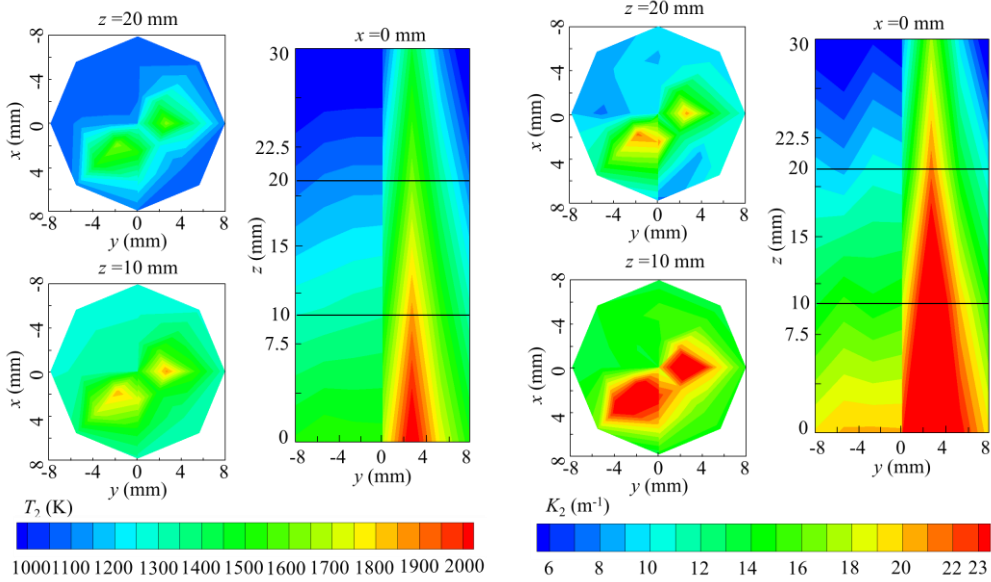 z =20 mm
-8
-4
0
4
8
x (mm)
-8 -4 0 4 8
y (mm)
z =10 mm
-8
-4
0
4
8
x (mm)
-8 -4 0 4 8
y (mm)
x =0 mm
30
22.5
20
15
10
7.5
0
z (mm)
-8 -4 0 4 8
y (mm)
T₂ (K)
1000 1100 1200 1300 1400 1500 1600 1700 1800 1900 2000
z =20 mm
-8
-4
0
4
8
x (mm)
-8 -4 0 4 8
y (mm)
z =10 mm
-8
-4
0
4
8
x (mm)
-8 -4 0 4 8
y (mm)
x =0 mm
30
22.5
20
15
10
7.5
0
z (mm)
-8 -4 0 4 8
y (mm)
K₂ (m⁻¹)
6 8 10 12 14 16 18 20 22 23